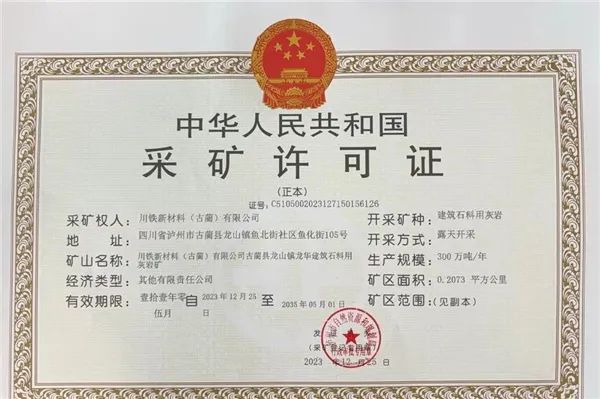 中华人民共和国
采矿许可证
（正本）
证号：C5105002023127150156126
采矿权人：川铁新材料（古蔺）有限公司
开采矿种：建筑石料用灰岩
地址：四川省泸州市古蔺县龙山镇鱼北街社区鱼化街105号
开采方式：露天开采
矿山名称：川铁新材料（古蔺）有限公司古蔺县龙山镇龙华建筑石料用
灰岩矿
生产规模：300 万吨/年
经济类型：其他有限责任公司
矿区面积：0.2073 平方公里
有效期限：壹拾壹年零 自 2023年12月25 至 2035年05月01日
伍月 日
矿区范围：（见副本）
（采矿登记专用章）
2023 年12月25日